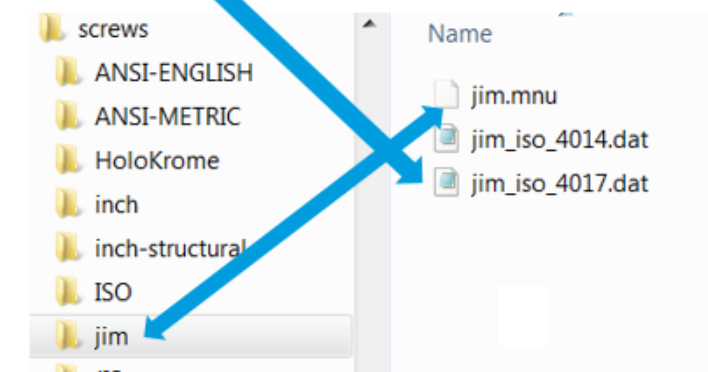 screws
ANSI-ENGLISH
ANSI-METRIC
HoloKrome
inch
inch-structural
ISO
jim
Name
jim.mnu
jim_iso_4014.dat
jim_iso_4017.dat